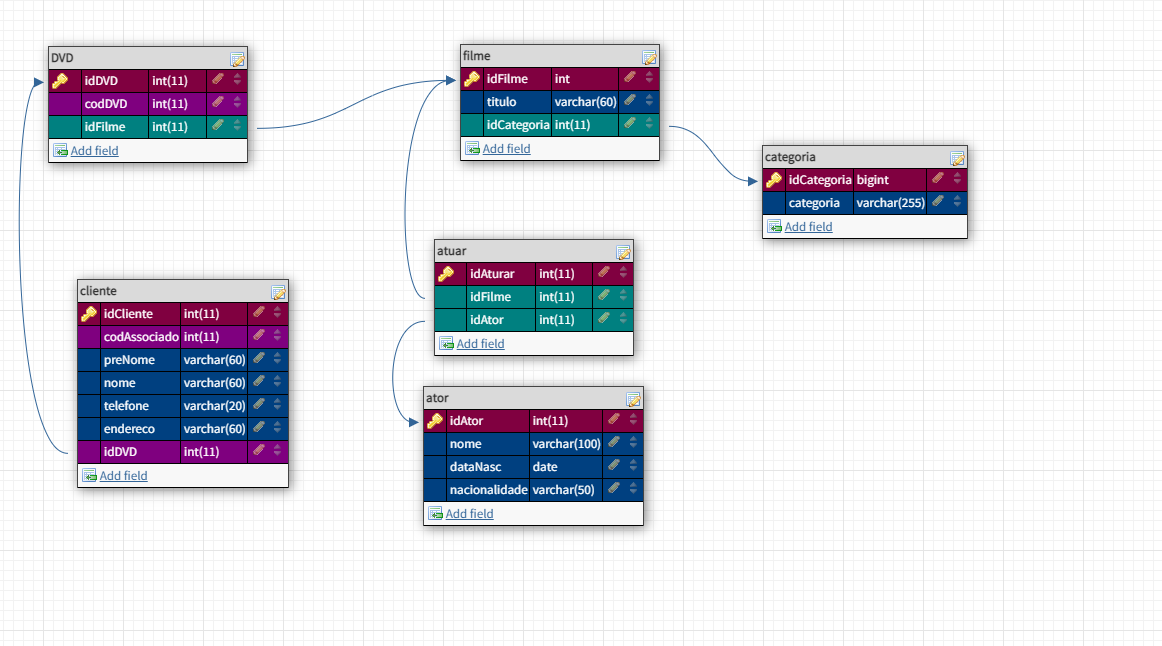 DVD
idDVD int(11)
codDVD int(11)
idFilme int(11)
Add field
filme
idFilme int
titulo varchar(60)
idCategoria int(11)
Add field
categoria
idCategoria bigint
categoria varchar(255)
Add field
atuar
idAturar int(11)
idFilme int(11)
idAtor int(11)
Add field
cliente
idCliente int(11)
codAssociado int(11)
preNome varchar(60)
nome varchar(60)
telefone varchar(20)
endereco varchar(60)
idDVD int(11)
Add field
ator
idAtor int(11)
nome varchar(100)
dataNasc date
nacionalidade varchar(50)
Add field